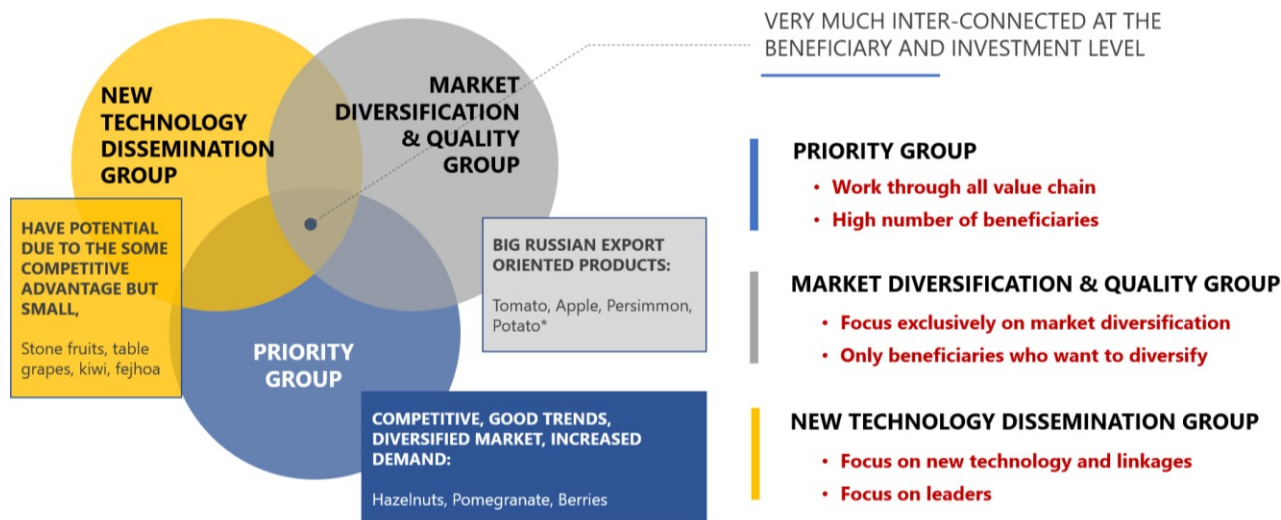 VERY MUCH INTER-CONNECTED AT THE
BENEFICIARY AND INVESTMENT LEVEL
NEW
TECHNOLOGY
DISSEMINATION
GROUP
MARKET
DIVERSIFICATION
& QUALITY
GROUP
HAVE POTENTIAL
DUE TO THE SOME
COMPETITIVE
ADVANTAGE BUT
SMALL,
Stone fruits, table
grapes, kiwi, fejhoa
BIG RUSSIAN EXPORT
ORIENTED PRODUCTS:
Tomato, Apple, Persimmon,
Potato*
PRIORITY
GROUP
COMPETITIVE, GOOD TRENDS,
DIVERSIFIED MARKET, INCREASED
DEMAND:
Hazelnuts, Pomegranate, Berries
PRIORITY GROUP
• Work through all value chain
• High number of beneficiaries
MARKET DIVERSIFICATION & QUALITY GROUP
• Focus exclusively on market diversification
• Only beneficiaries who want to diversify
NEW TECHNOLOGY DISSEMINATION GROUP
• Focus on new technology and linkages
• Focus on leaders